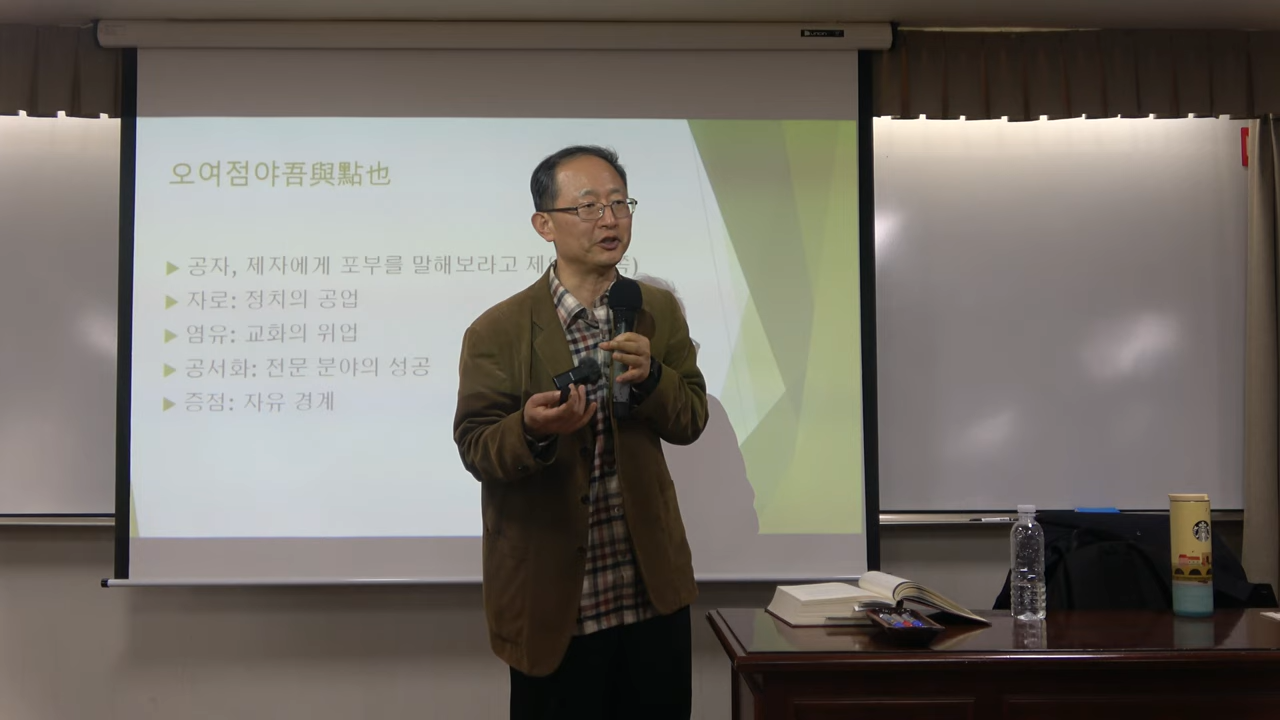 오여점야吾與點也
▶ 공자, 제자에게 포부를 말해보라고
▶ 자로: 정치의 공업
▶ 염유: 교화의 위업
▶ 공서화: 전문 분야의 성공
▶ 증점: 자유 경계